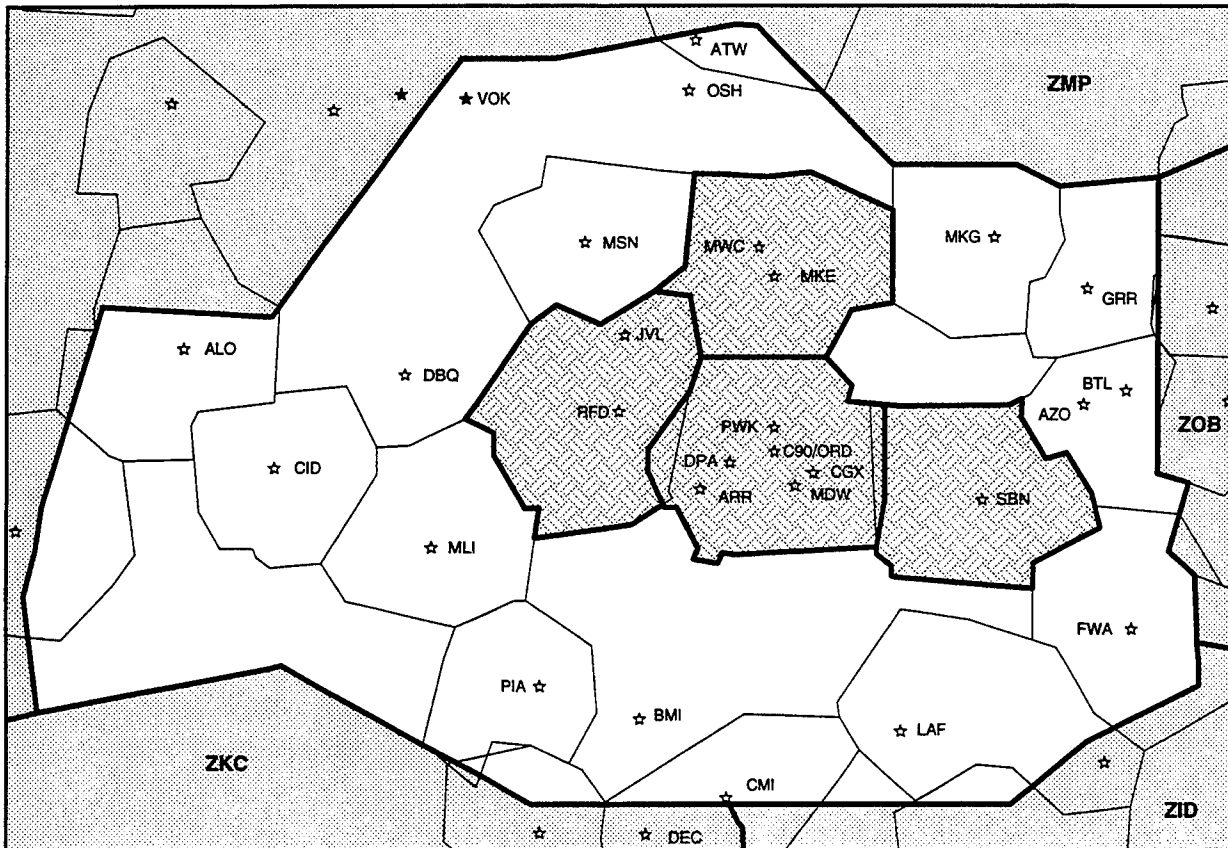 ATW
ZMP
OSH
VOK
MSN
MWC
MKG
MKE
GRR
JVL
ALO
DBQ
BTL
AZO
RFD
PWK
ZOB
C90/ORD
DPA
CID
CGX
ARR
MDW
SBN
MLI
FWA
PIA
BMI
LAF
ZKC
CMI
ZID
DEC